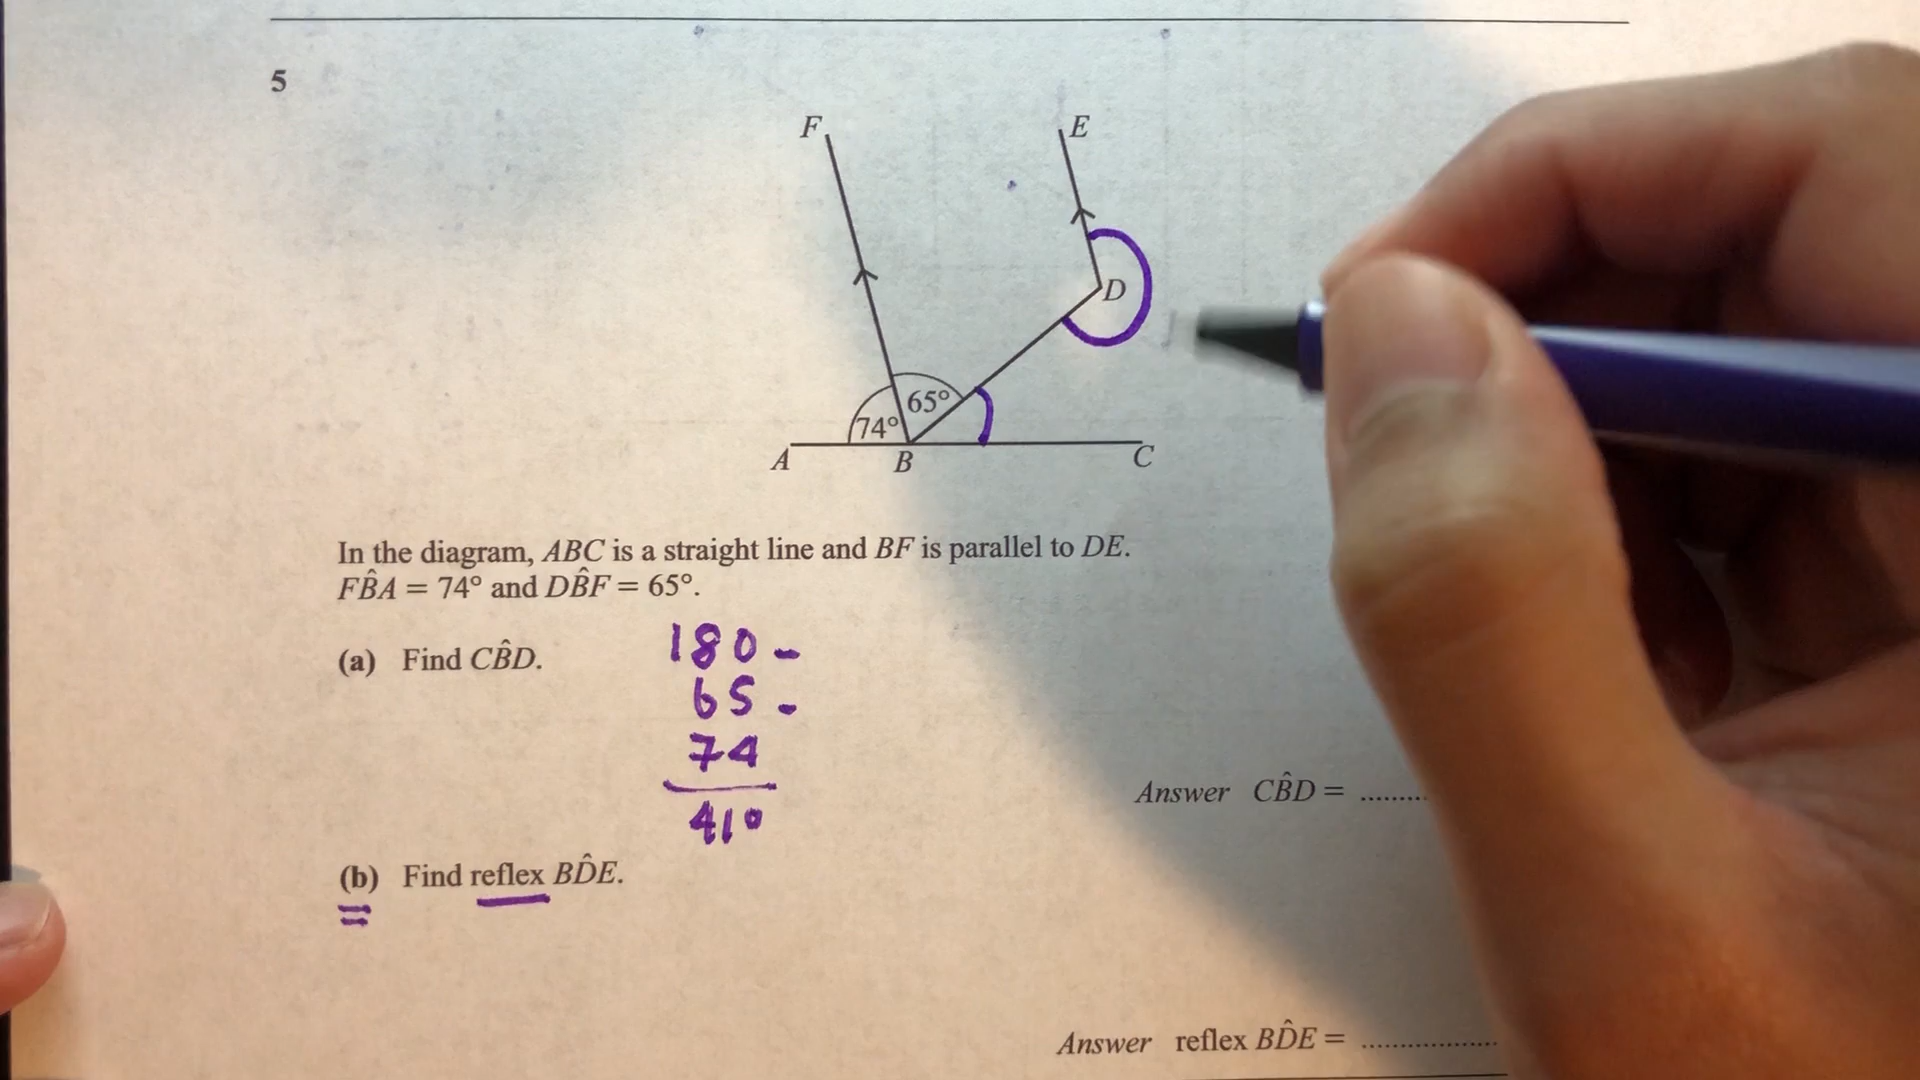 5
F
E
D
65°
74°
A
B
C
In the diagram, ABC is a straight line and BF is parallel to DE.
FB̂A = 74° and DB̂F = 65°.
(a) Find CB̂D.
180 -
65 -
74
41°
Answer CB̂D = ........
(b) Find reflex BD̂E.
Answer reflex BD̂E = ..................